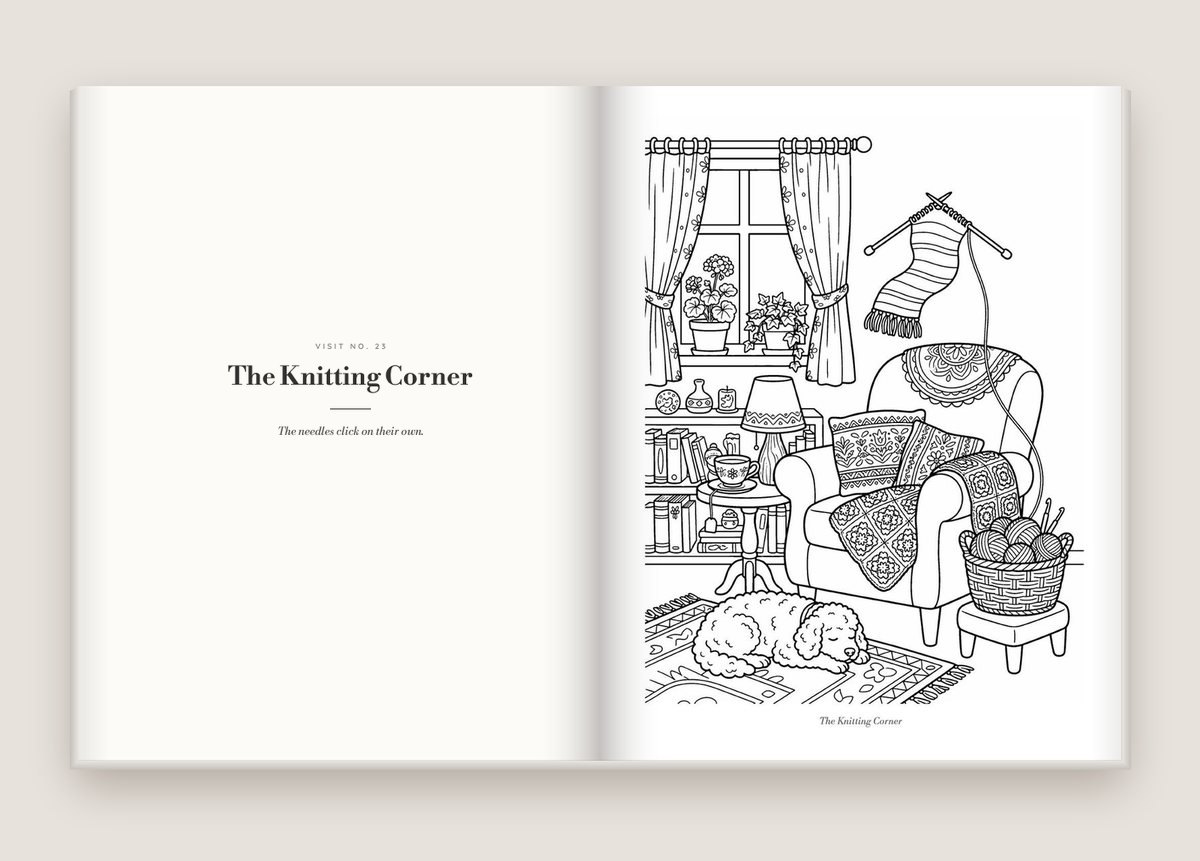 VISIT NO. 23
The Knitting Corner
The needles click on their own.
The Knitting Corner